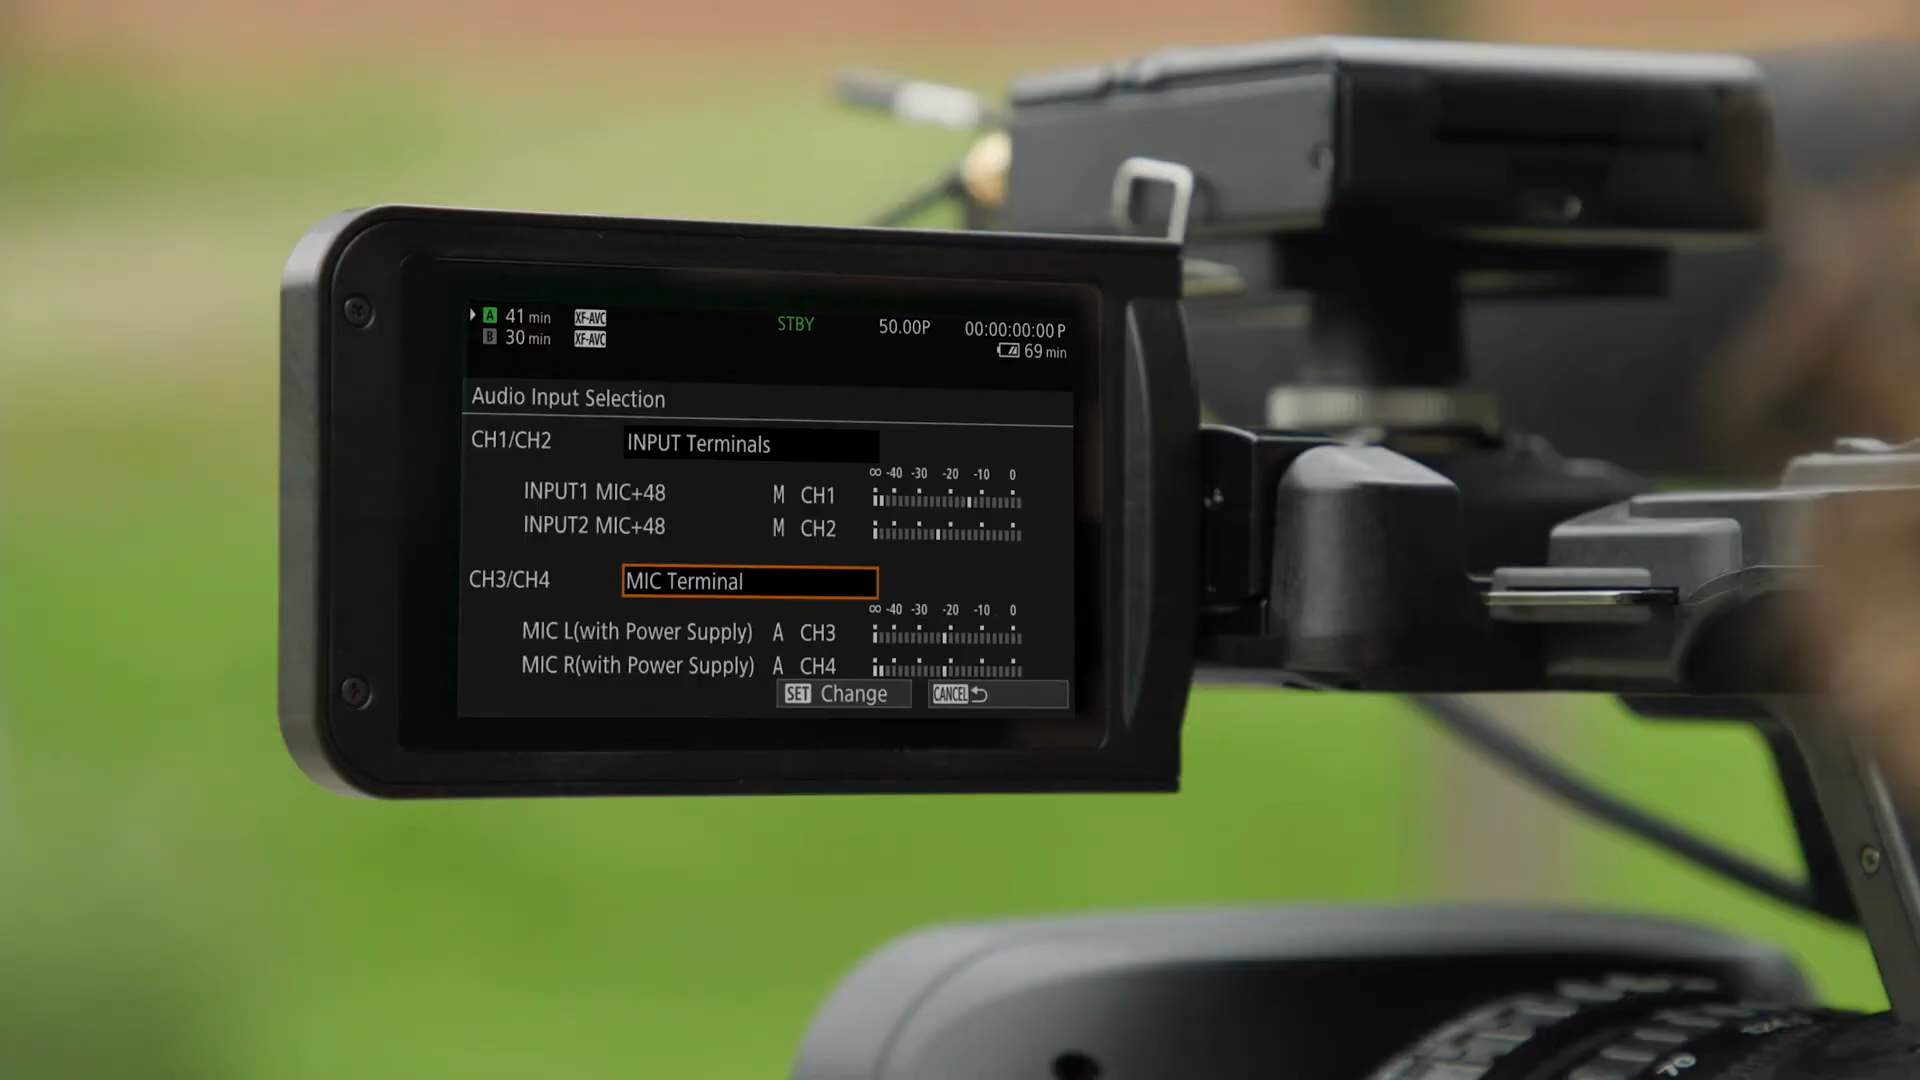 A 41 min XF-AVC STBY 50.00P 00:00:00:00 P
B 30 min XF-AVC 69 min
Audio Input Selection
CH1/CH2 INPUT Terminals
∞ -40 -30 -20 -10 0
INPUT1 MIC+48 M CH1
INPUT2 MIC+48 M CH2
CH3/CH4 MIC Terminal
∞ -40 -30 -20 -10 0
MIC L(with Power Supply) A CH3
MIC R(with Power Supply) A CH4
SET Change CANCEL
70